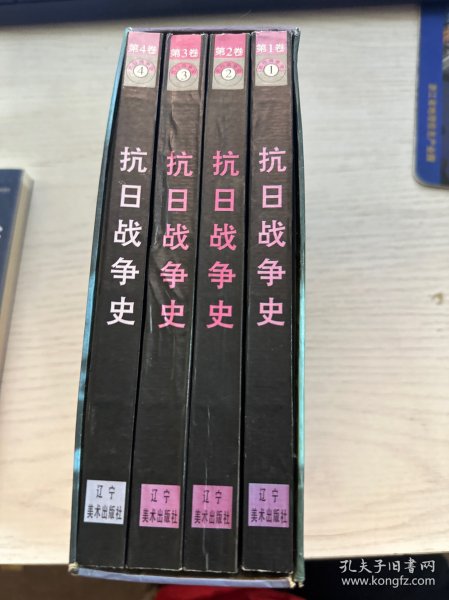 第4卷
4
抗日战争史
辽宁
美术出版社
第3卷
3
抗日战争史
辽宁
美术出版社
第2卷
2
抗日战争史
辽宁
美术出版社
第1卷
1
抗日战争史
辽宁
美术出版社
孔夫子旧书网
www.kongfz.com